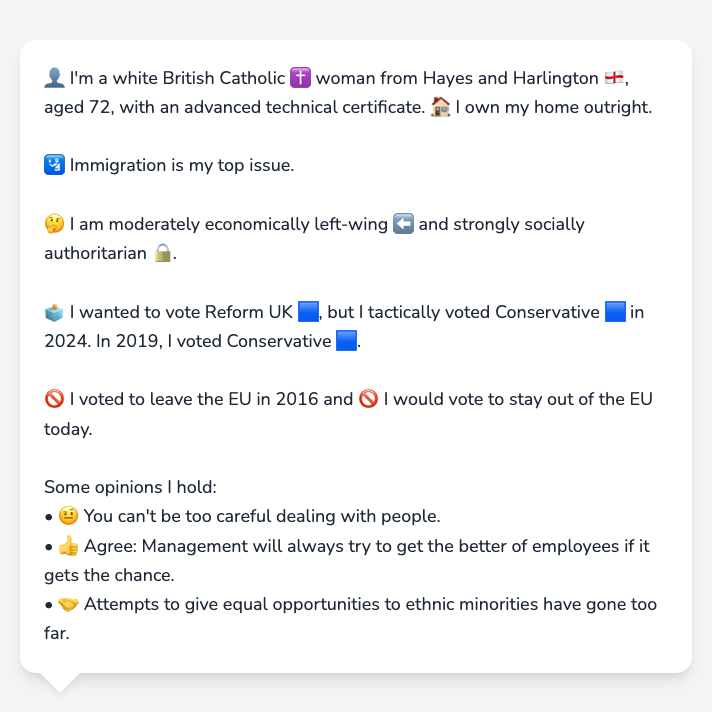 👤 I'm a white British Catholic ✝️ woman from Hayes and Harlington 🏴󠁧󠁢󠁥󠁮󠁧󠁿,
aged 72, with an advanced technical certificate. 🏠 I own my home outright.
🛂 Immigration is my top issue.
🤔 I am moderately economically left-wing ⬅️ and strongly socially
authoritarian 🔒.
🗳️ I wanted to vote Reform UK 🟦, but I tactically voted Conservative 🟦 in
2024. In 2019, I voted Conservative 🟦.
🚫 I voted to leave the EU in 2016 and 🚫 I would vote to stay out of the EU
today.
Some opinions I hold:
• 🤨 You can't be too careful dealing with people.
• 👍 Agree: Management will always try to get the better of employees if it
gets the chance.
• 🤝 Attempts to give equal opportunities to ethnic minorities have gone too
far.